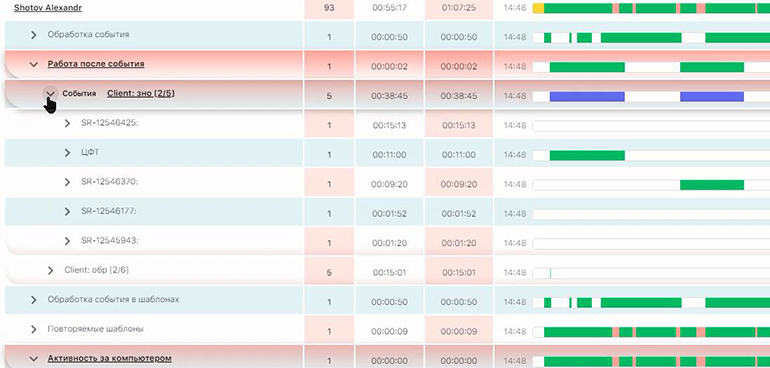 Shotov Alexandr 93 00:55:17 01:07:25 14:48
Обработка события 1 00:00:50 00:00:50 14:48
Работа после события 1 00:00:02 00:00:02 14:48
События Client: зно [2/5] 5 00:38:45 00:38:45 14:48
SR-12546425: 1 00:15:13 00:15:13 14:48
ЦФТ 1 00:11:00 00:11:00 14:48
SR-12546370: 1 00:09:20 00:09:20 14:48
SR-12546177: 1 00:01:52 00:01:52 14:48
SR-12545943: 1 00:01:20 00:01:20 14:48
Client: обр [2/6] 5 00:15:01 00:15:01 14:48
Обработка события в шаблонах 1 00:00:50 00:00:50 14:48
Повторяемые шаблоны 1 00:00:09 00:00:09 14:48
Активность за компьютером 1 00:00:00 00:00:00 14:48